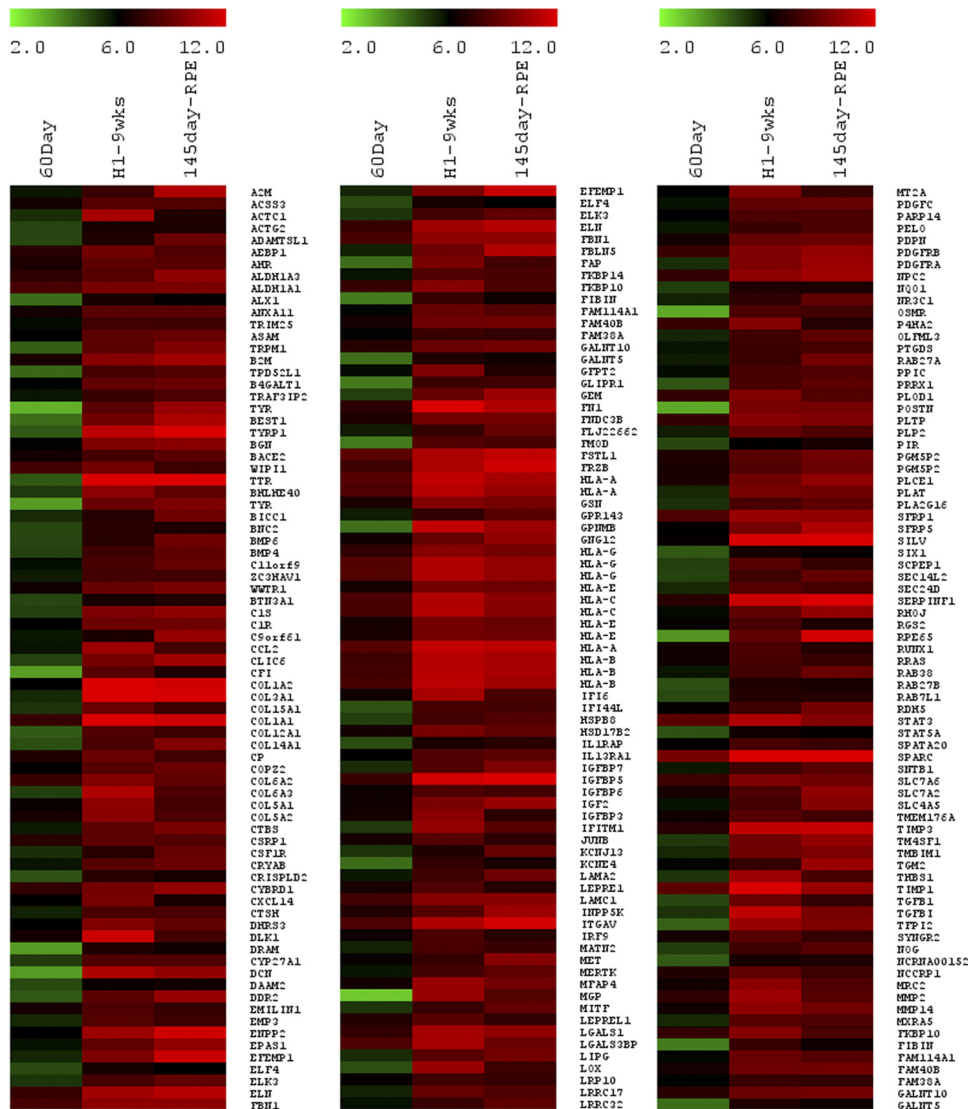 2.0 6.0 12.0
60Day
H1-9wks
145day-RPE
A2M
ACSS3
ACTC1
ACTG2
ADAMTSL1
AEBP1
AHR
ALDH1A3
ALDH1A1
ALX1
ANXA11
TRIM25
ASAM
TRPM1
B2M
TPD52L1
B4GALT1
TRAF3IP2
TYR
BEST1
TYRP1
BGN
BACE2
WIPI1
TTR
BHLHE40
TYR
BICC1
BNC2
BMP6
BMP4
C11orf9
ZC3HAV1
WWTR1
BTN3A1
C1S
C1R
C9orf61
CCL2
CLIC6
CFI
COL1A2
COL3A1
COL15A1
COL1A1
COL12A1
COL14A1
CP
COPZ2
COL6A2
COL6A3
COL5A1
COL5A2
CTBS
CSRP1
CSF1R
CRYAB
CRISPLD2
CYBRD1
CXCL14
CTSH
DHRS3
DLK1
DRAM
CYP27A1
DCN
DAAM2
DDR2
EMILIN1
EMP3
ENPP2
EPAS1
EFEMP1
ELF4
ELK3
ELN
FBN1
2.0 6.0 12.0
60Day
H1-9wks
145day-RPE
EFEMP1
ELF4
ELK3
ELN
FBN1
FBLN5
FAP
FKBP14
FKBP10
FIBIN
FAM114A1
FAM40B
FAM38A
GALNT10
GALNT5
GFPT2
GLIPR1
GEM
FN1
FNDC3B
FLJ22662
FMOD
FSTL1
FRZB
HLA-A
HLA-A
GSN
GPR143
GPNMB
GNG12
HLA-G
HLA-G
HLA-G
HLA-E
HLA-C
HLA-C
HLA-E
HLA-E
HLA-A
HLA-B
HLA-B
HLA-B
IFI6
IFI44L
HSPB8
HSD17B2
IL1RAP
IL13RA1
IGFBP7
IGFBP5
IGFBP6
IGF2
IGFBP3
IFITM1
JUNB
KCNJ13
KCNE4
LAMA2
LEPRE1
LAMC1
INPP5K
ITGAV
IRF9
MATN2
MET
MERTK
MFAP4
MGP
MITF
LEPREL1
LGALS1
LGALS3BP
LIPG
LOX
LRP10
LRRC17
LRRC32
2.0 6.0 12.0
60Day
H1-9wks
145day-RPE
MT2A
PDGFC
PARP14
PELO
PDPN
PDGFRB
PDGFRA
NPC2
NQO1
NR3C1
OSMR
P4HA2
OLFML3
PTGDS
RAB27A
PPIC
PRRX1
PLOD1
POSTN
PLTP
PLP2
PIR
PGM5P2
PGM5P2
PLCE1
PLAT
PLA2G16
SFRP1
SFRP5
SILV
SIX1
SCPEP1
SEC14L2
SEC24D
SERPINF1
RHOJ
RGS2
RPE65
RUNX1
RRAS
RAB38
RAB27B
RAB7L1
RDH5
STAT3
STAT5A
SPATA20
SPARC
SNTB1
SLC7A6
SLC7A2
SLC4A5
TMEM176A
TIMP3
TM4SF1
TMBIM1
TGM2
THBS1
TIMP1
TGFB1
TGFBI
TFPI2
SYNGR2
NOG
NCRNA00152
NCCRP1
MRC2
MMP2
MMP14
MXRA5
FKBP10
FIBIN
FAM114A1
FAM40B
FAM38A
GALNT10
GALNT5